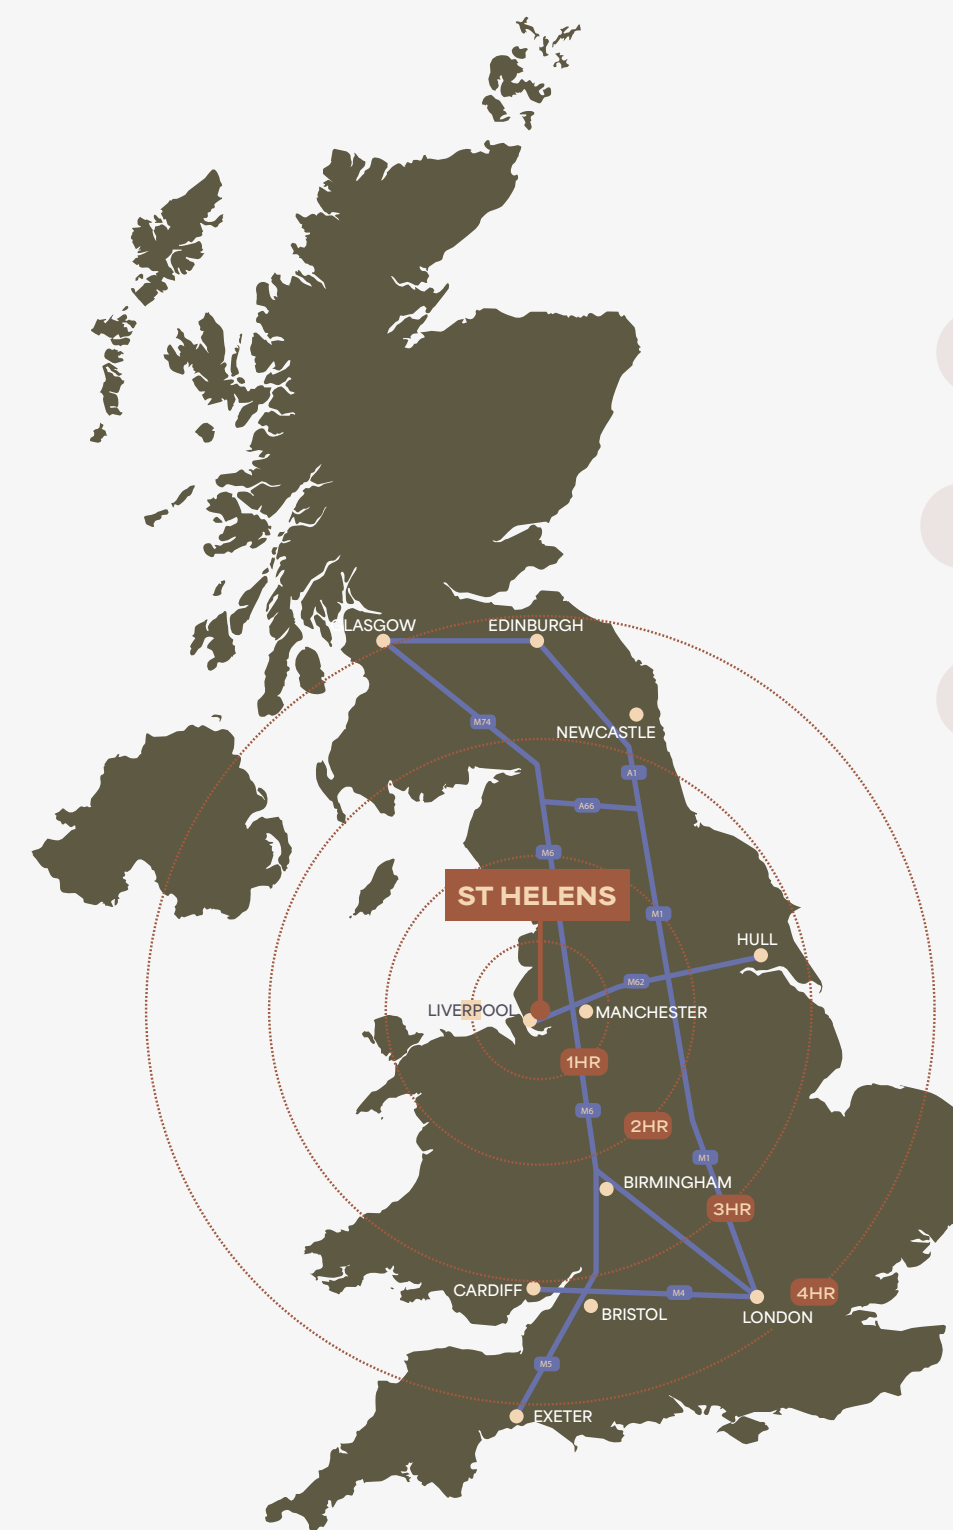 GLASGOW
EDINBURGH
M74
NEWCASTLE
A1
A66
M6
ST HELENS
M1
HULL
M62
LIVERPOOL
MANCHESTER
1HR
M6
2HR
M1
BIRMINGHAM
3HR
CARDIFF
M4
4HR
BRISTOL
LONDON
M5
EXETER